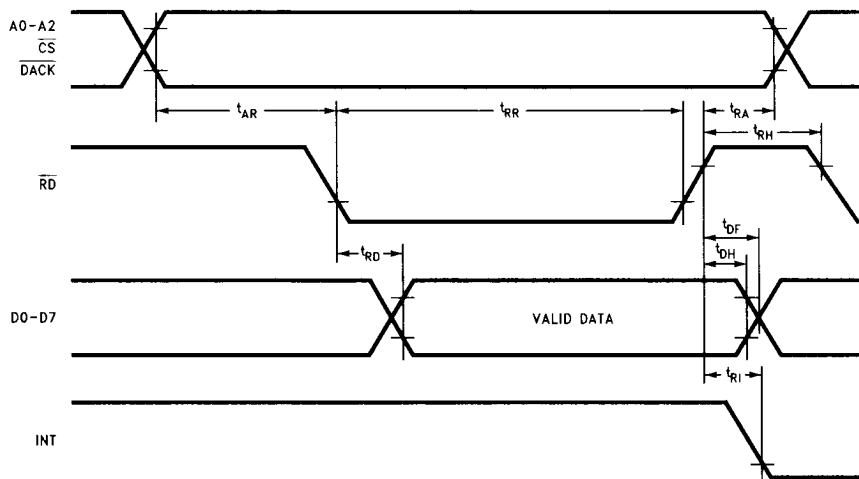 A0-A2
CS
DACK
tAR
tRR
tRA
tRH
RD
tDF
tRD
tDH
D0-D7
VALID DATA
tRI
INT